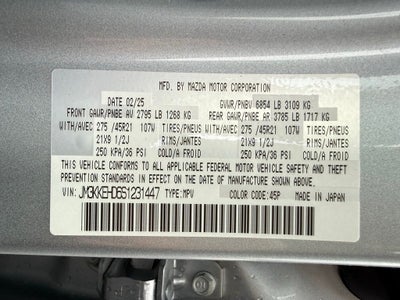 MFD. BY MAZDA MOTOR CORPORATION
DATE 02/25 GVWR/PNBV 6854 LB 3109 KG
FRONT GAWR/PNBE AV 2795 LB 1268 KG REAR GAWR/PNBE AR 3785 LB 1717 KG
WITH/AVEC 275 /45R21 107W WITH/AVEC 275 /45R21 107W
TIRES/PNEUS TIRES/PNEUS
21X9 1/2J RIMS/JANTES 21X9 1/2J RIMS/JANTES
250 KPA/36 PSI COLD/A FROID 250 KPA/36 PSI COLD/A FROID
THIS VEHICLE CONFORMS TO ALL APPLICABLE FEDERAL MOTOR VEHICLE SAFETY AND
THEFT PREVENTION STANDARDS IN EFFECT ON THE DATE OF MANUFACTURE SHOWN ABOVE.
VIN: JM3KKEHD6S1231447 TYPE:MPV COLOR CODE:45P MADE IN JAPAN